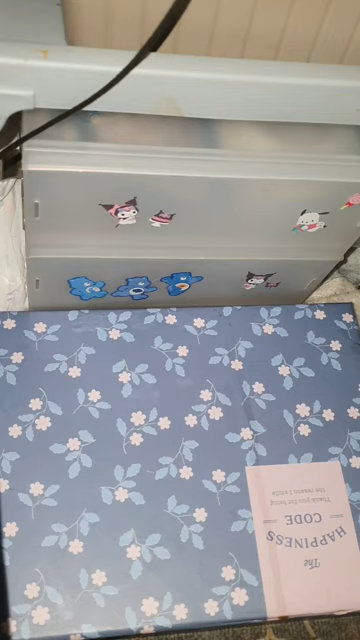 The
HAPPINESS
CODE
Thank you for being
the reason I smile